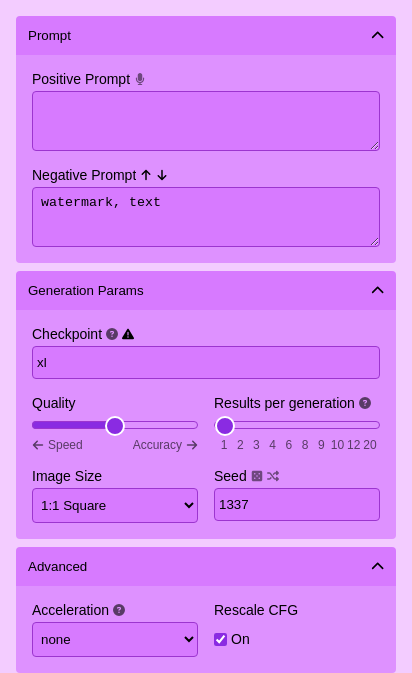 Prompt
Positive Prompt
Negative Prompt
watermark, text
Generation Params
Checkpoint
xl
Quality
Results per generation
Speed
Accuracy
1 2 3 4 6 8 9 10 12 20
Image Size
Seed
1:1 Square
1337
Advanced
Acceleration
Rescale CFG
none
On